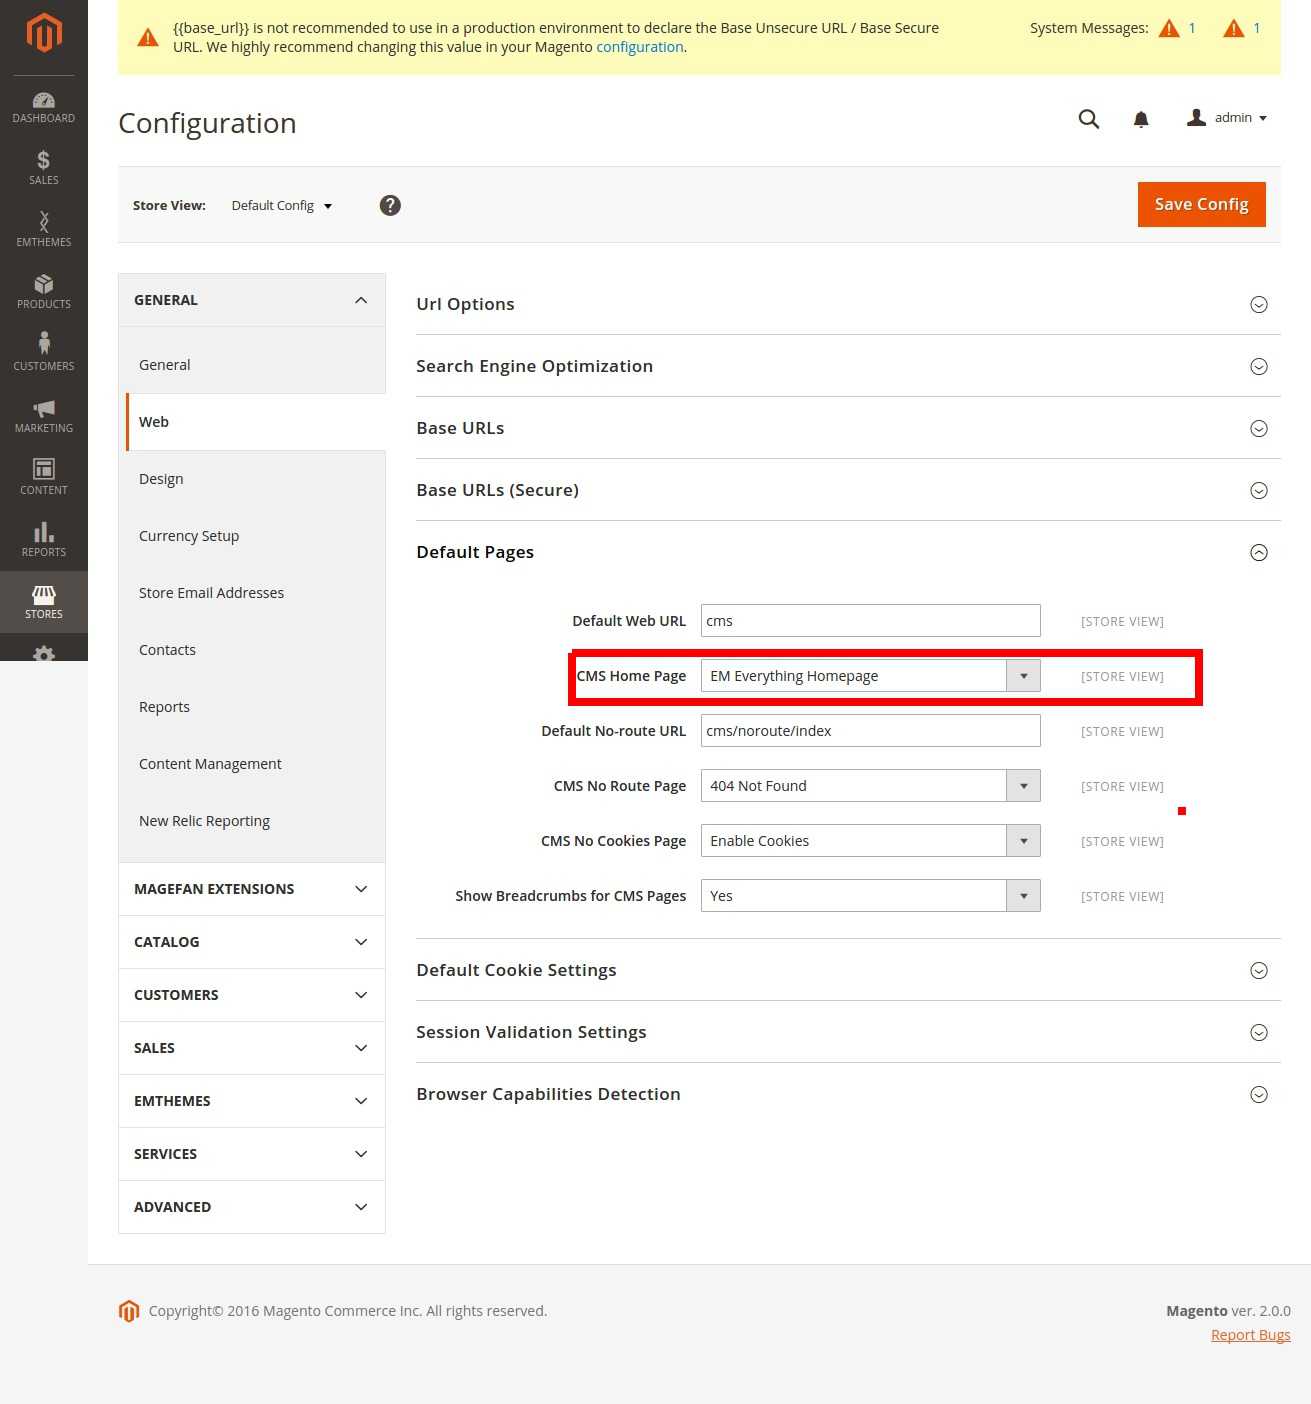 {{base_url}} is not recommended to use in a production environment to declare the Base Unsecure URL / Base Secure
URL. We highly recommend changing this value in your Magento configuration.
System Messages: 1 1
DASHBOARD
SALES
EMTHEMES
PRODUCTS
CUSTOMERS
MARKETING
CONTENT
REPORTS
STORES
Configuration
admin
Store View: Default Config
?
Save Config
GENERAL
General
Web
Design
Currency Setup
Store Email Addresses
Contacts
Reports
Content Management
New Relic Reporting
MAGEFAN EXTENSIONS
CATALOG
CUSTOMERS
SALES
EMTHEMES
SERVICES
ADVANCED
Url Options
Search Engine Optimization
Base URLs
Base URLs (Secure)
Default Pages
Default Web URL cms [STORE VIEW]
CMS Home Page EM Everything Homepage [STORE VIEW]
Default No-route URL cms/noroute/index [STORE VIEW]
CMS No Route Page 404 Not Found [STORE VIEW]
CMS No Cookies Page Enable Cookies [STORE VIEW]
Show Breadcrumbs for CMS Pages Yes [STORE VIEW]
Default Cookie Settings
Session Validation Settings
Browser Capabilities Detection
Copyright© 2016 Magento Commerce Inc. All rights reserved.
Magento ver. 2.0.0
Report Bugs